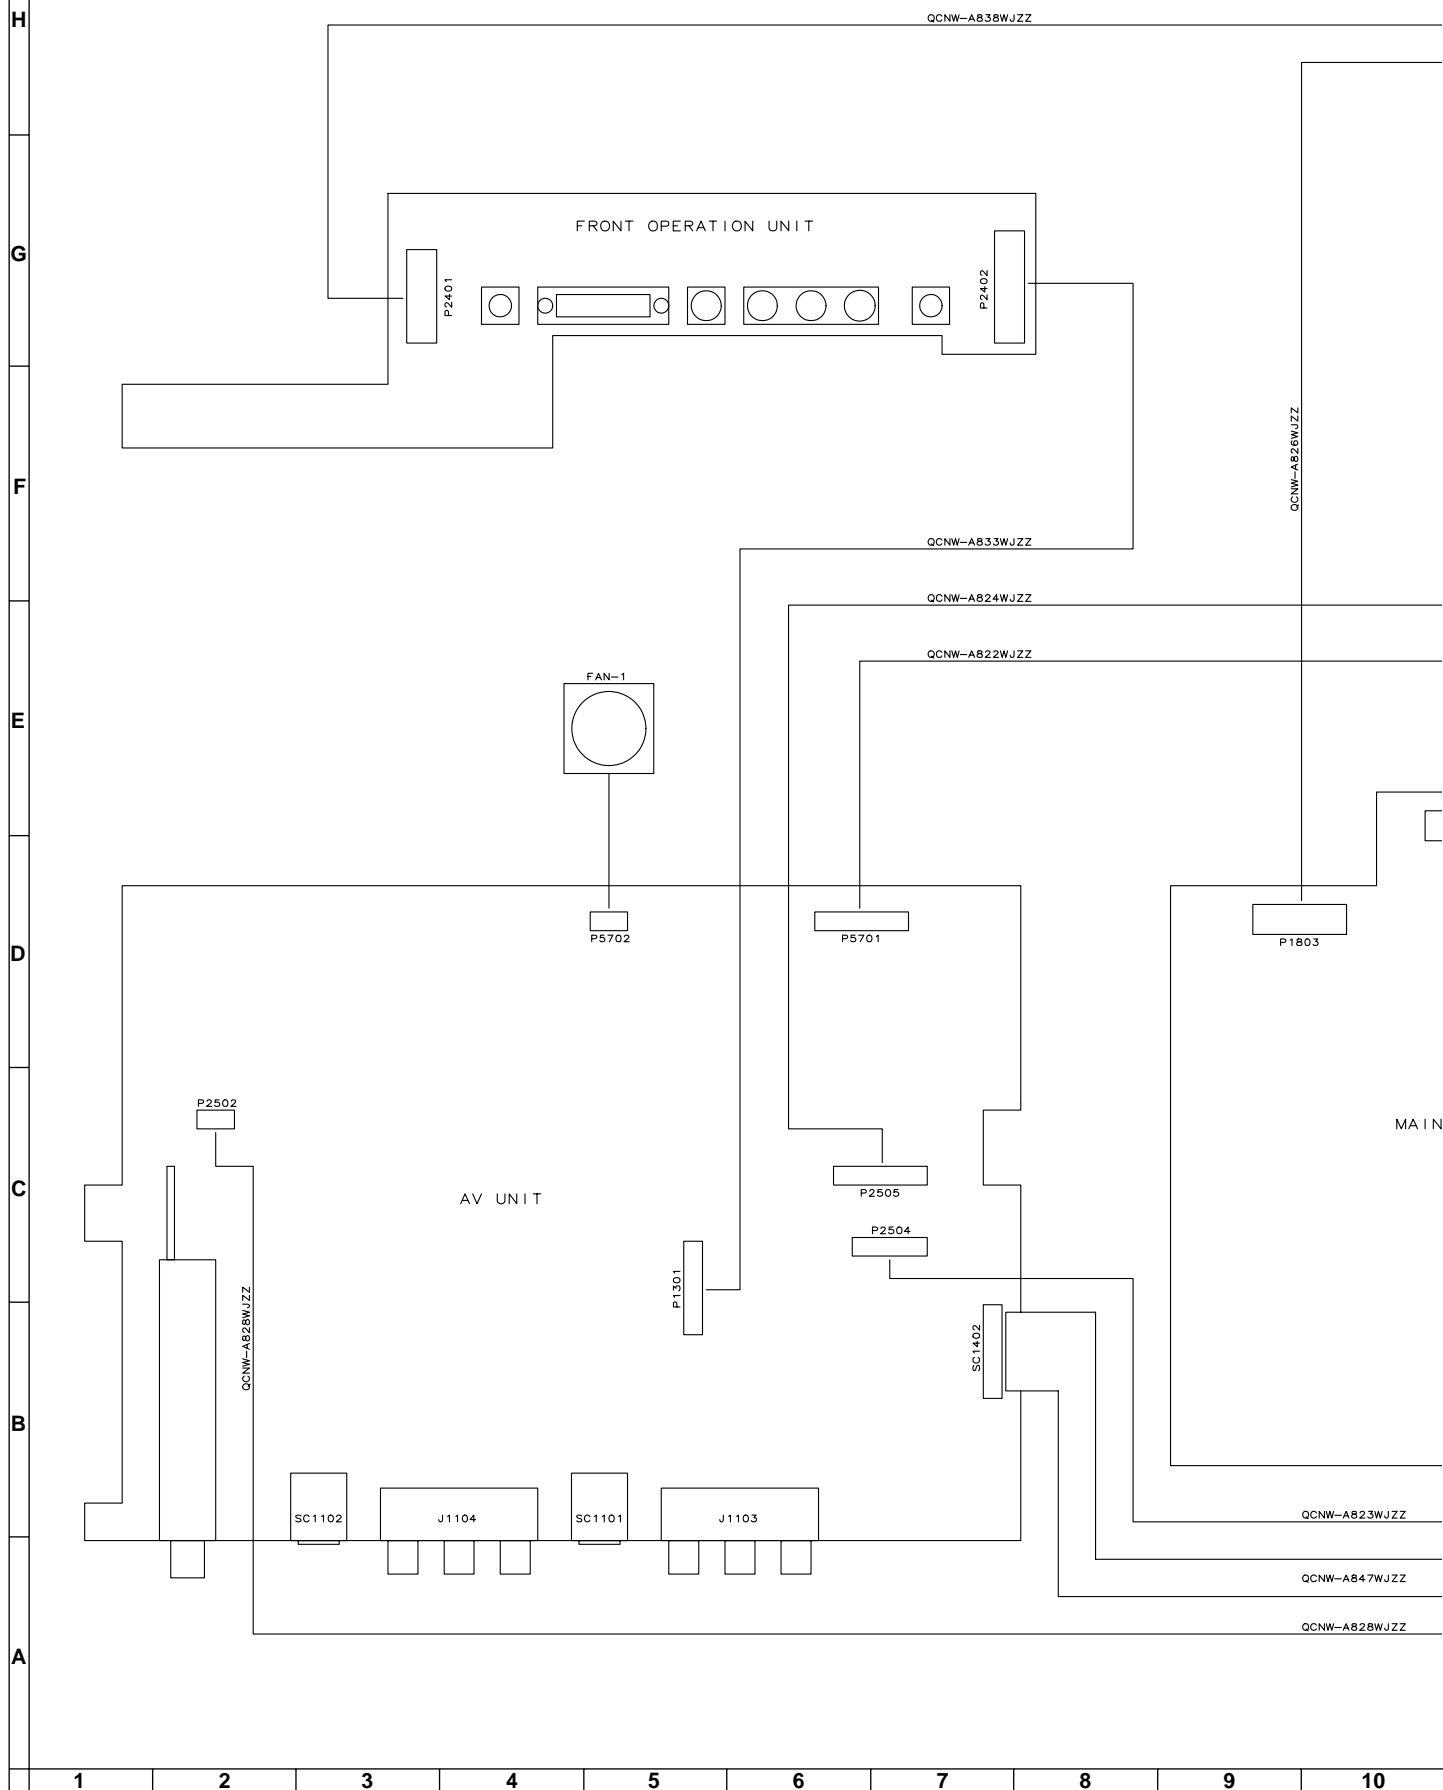 H
QCNW-A838WJZZ
FRONT OPERATION UNIT
G
P2401
P2402
QCNW-A826WJZZ
F
QCNW-A833WJZZ
QCNW-A824WJZZ
QCNW-A822WJZZ
FAN-1
E
P5702
P5701
P1803
D
P2502
MAIN
C
AV UNIT
P2505
P2504
P1301
QCNW-A828WJZZ
SC1402
B
SC1102
J1104
SC1101
J1103
QCNW-A823WJZZ
QCNW-A847WJZZ
QCNW-A828WJZZ
A
1 2 3 4 5 6 7 8 9 10